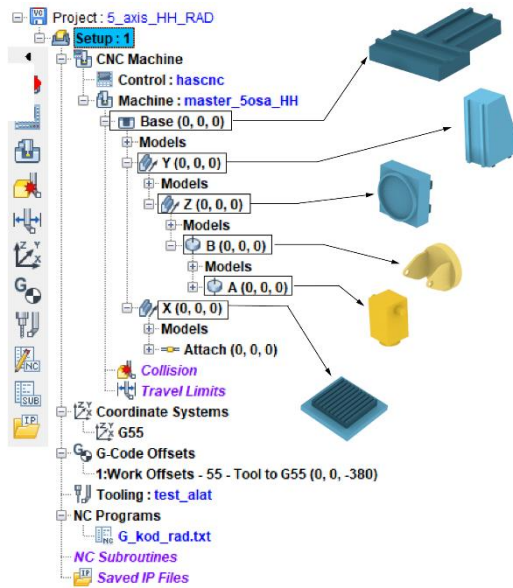 Project : 5_axis_HH_RAD
Setup : 1
CNC Machine
Control : hascnc
Machine : master_5osa_HH
Base (0, 0, 0)
Models
Y (0, 0, 0)
Models
Z (0, 0, 0)
Models
B (0, 0, 0)
Models
A (0, 0, 0)
X (0, 0, 0)
Models
Attach (0, 0, 0)
Collision
Travel Limits
Coordinate Systems
G55
G-Code Offsets
1:Work Offsets - 55 - Tool to G55 (0, 0, -380)
Tooling : test_alat
NC Programs
G_kod_rad.txt
NC Subroutines
Saved IP Files